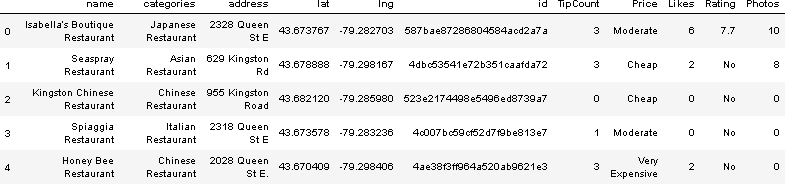 name categories address lat lng id TipCount Price Likes Rating Photos
Isabella's Boutique Japanese 2328 Queen
0 43.673767 -79.282703 587bae87286804584acd2a7a 3 Moderate 6 7.7 10
Restaurant Restaurant St E
Seaspray Asian 629 Kingston
1 43.678888 -79.298167 4dbc53541e72b351caafda72 3 Cheap 2 No 8
Restaurant Restaurant Rd
Kingston Chinese Chinese 955 Kingston
2 43.682120 -79.285980 523e2174498e5496ed8739a7 0 Cheap 0 No 0
Restaurant Restaurant Road
Spiaggia Italian 2318 Queen
3 43.673578 -79.283236 4c007bc59cf52d7f9be813e7 1 Moderate 0 No 0
Restaurant Restaurant St E
Honey Bee Chinese 2028 Queen Very
4 43.670409 -79.298406 4ae38f3ff964a520ab9621e3 3 2 No 0
Restaurant Restaurant St E. Expensive